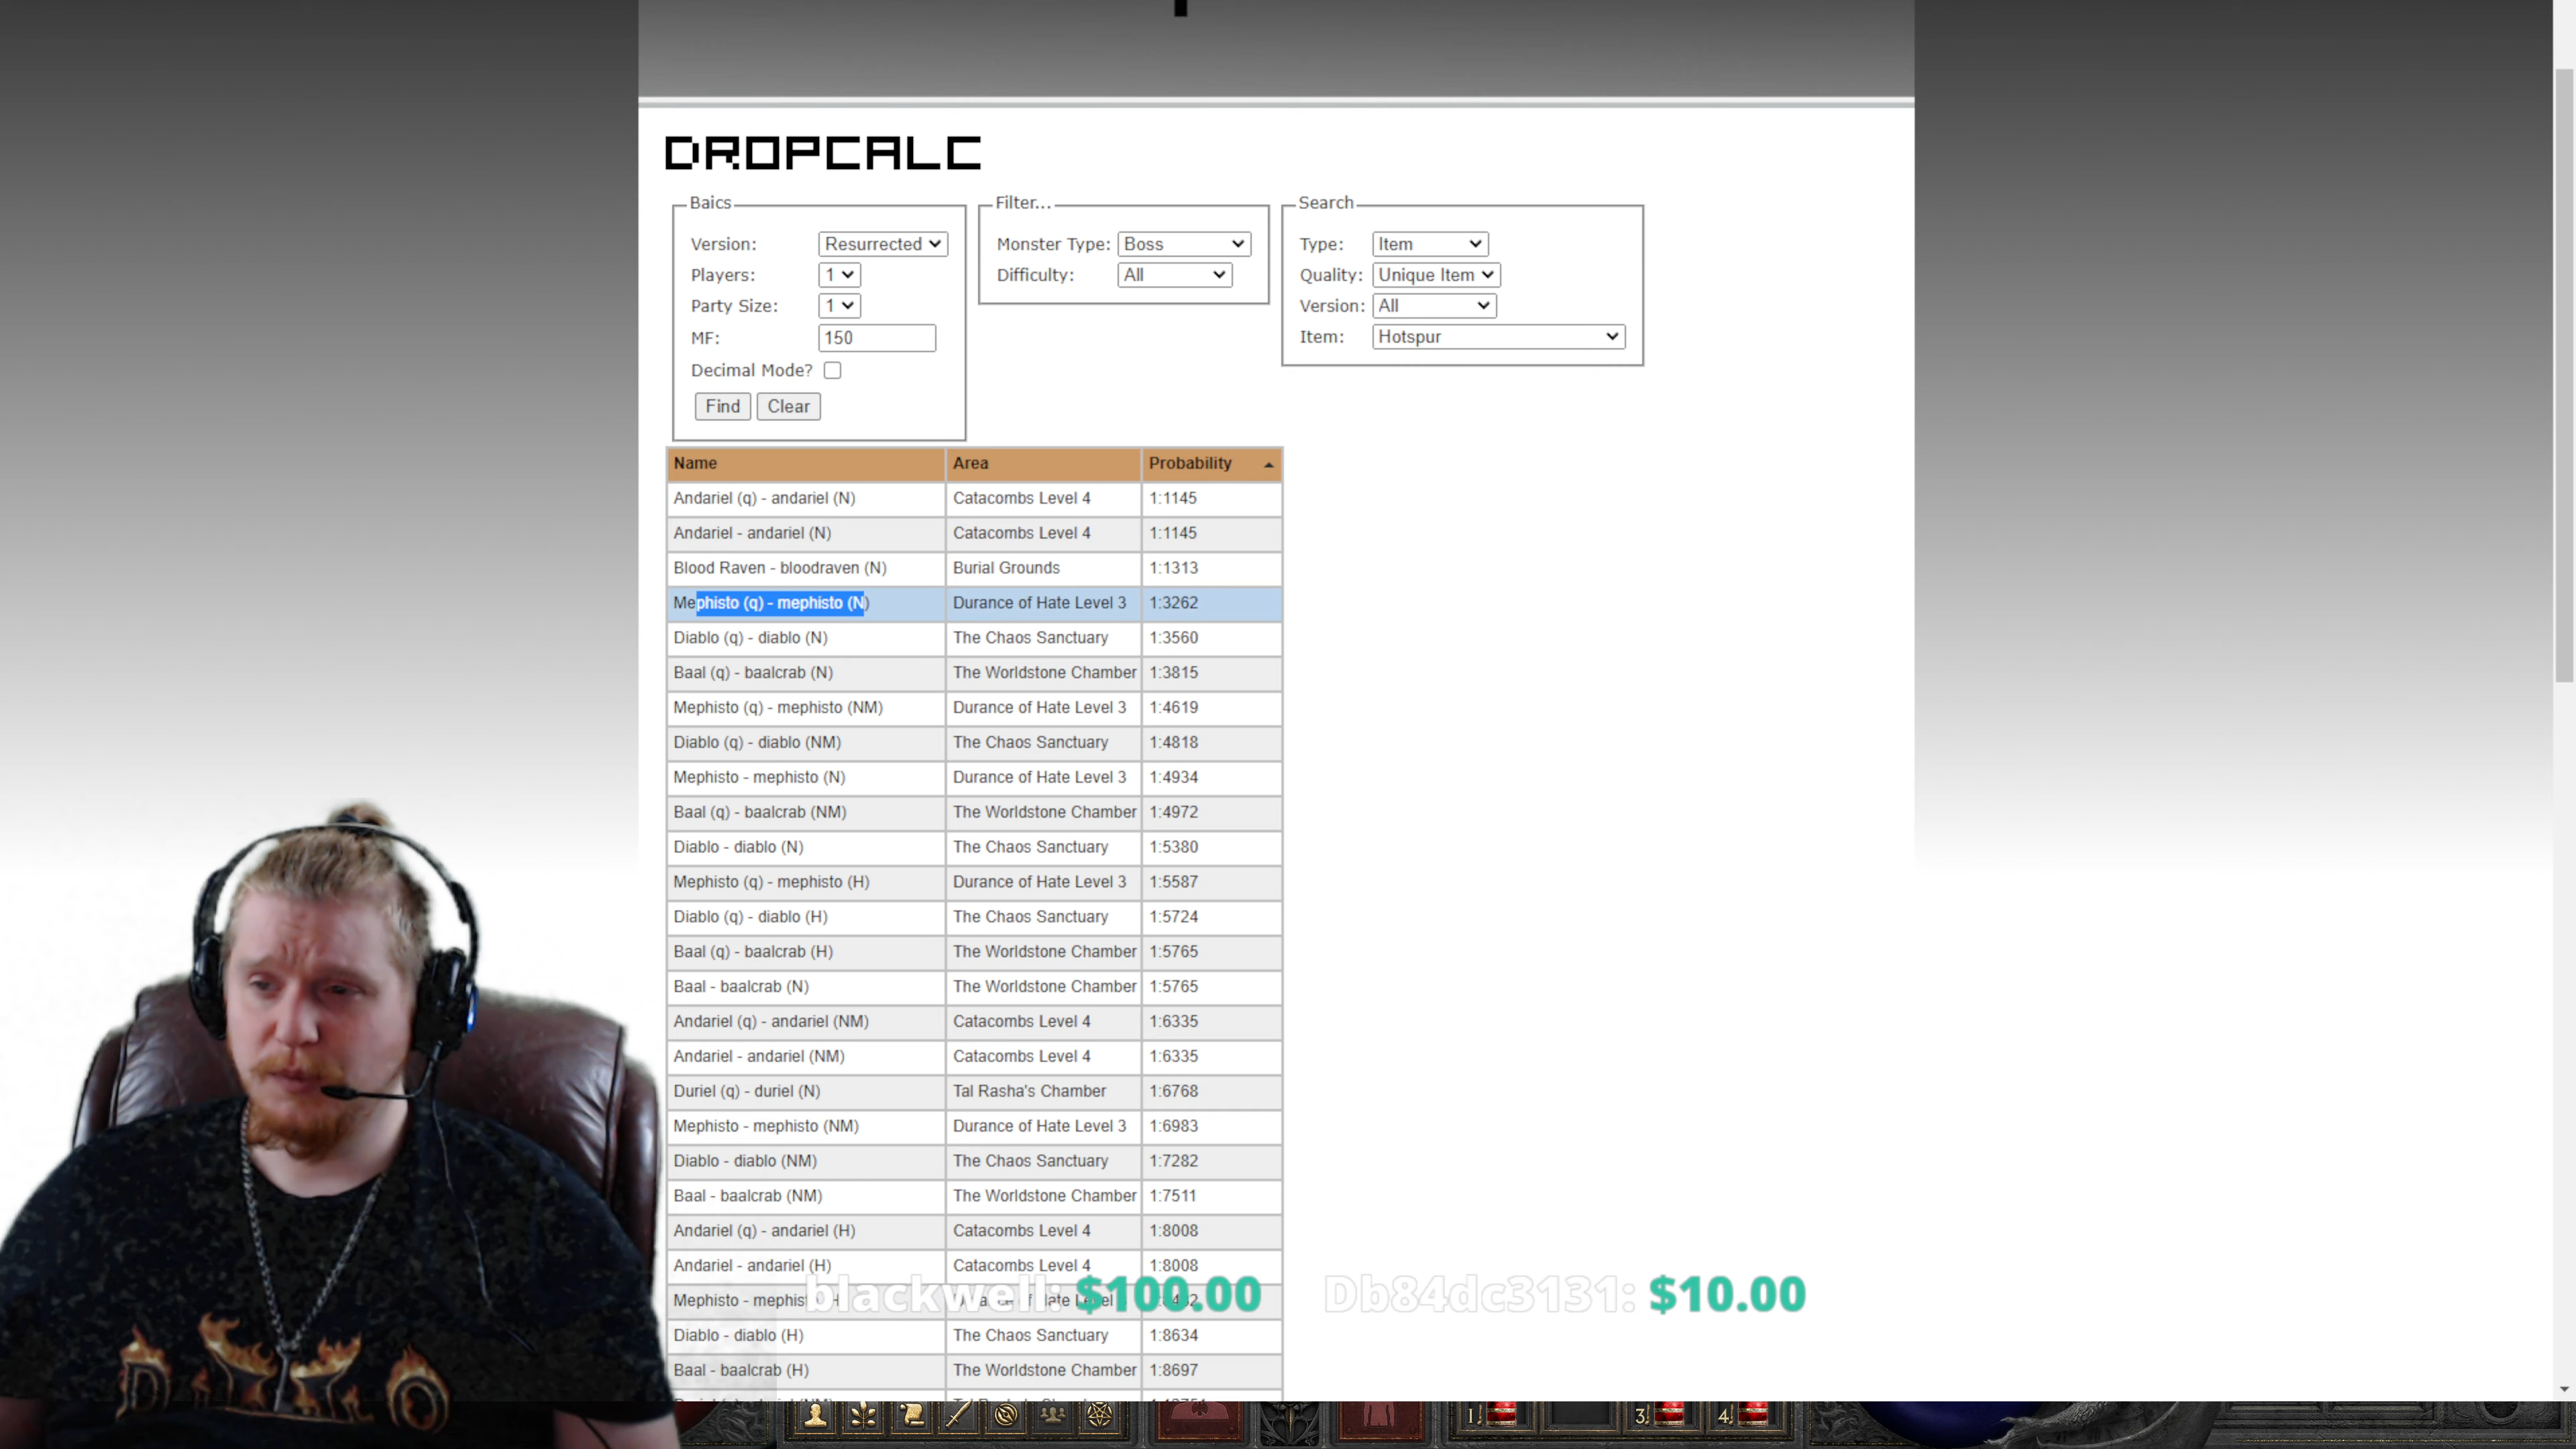 DROPCALC
Baics
Version: Resurrected
Players: 1
Party Size: 1
MF: 150
Decimal Mode?
Find Clear
Filter...
Monster Type: Boss
Difficulty: All
Search
Type: Item
Quality: Unique Item
Version: All
Item: Hotspur
Name Area Probability
Andariel (q) - andariel (N) Catacombs Level 4 1:1145
Andariel - andariel (N) Catacombs Level 4 1:1145
Blood Raven - bloodraven (N) Burial Grounds 1:1313
Mephisto (q) - mephisto (N) Durance of Hate Level 3 1:3262
Diablo (q) - diablo (N) The Chaos Sanctuary 1:3560
Baal (q) - baalcrab (N) The Worldstone Chamber 1:3815
Mephisto (q) - mephisto (NM) Durance of Hate Level 3 1:4619
Diablo (q) - diablo (NM) The Chaos Sanctuary 1:4818
Mephisto - mephisto (N) Durance of Hate Level 3 1:4934
Baal (q) - baalcrab (NM) The Worldstone Chamber 1:4972
Diablo - diablo (N) The Chaos Sanctuary 1:5380
Mephisto (q) - mephisto (H) Durance of Hate Level 3 1:5587
Diablo (q) - diablo (H) The Chaos Sanctuary 1:5724
Baal (q) - baalcrab (H) The Worldstone Chamber 1:5765
Baal - baalcrab (N) The Worldstone Chamber 1:5765
Andariel (q) - andariel (NM) Catacombs Level 4 1:6335
Andariel - andariel (NM) Catacombs Level 4 1:6335
Duriel (q) - duriel (N) Tal Rasha's Chamber 1:6768
Mephisto - mephisto (NM) Durance of Hate Level 3 1:6983
Diablo - diablo (NM) The Chaos Sanctuary 1:7282
Baal - baalcrab (NM) The Worldstone Chamber 1:7511
Andariel (q) - andariel (H) Catacombs Level 4 1:8008
Andariel - andariel (H) Catacombs Level 4 1:8008
blackwell: $100.00 Db84dc3131: $10.00
Mephisto -
Diablo - diablo (H) The Chaos Sanctuary 1:8634
Baal - baalcrab (H) The Worldstone Chamber 1:8697
1 3 4